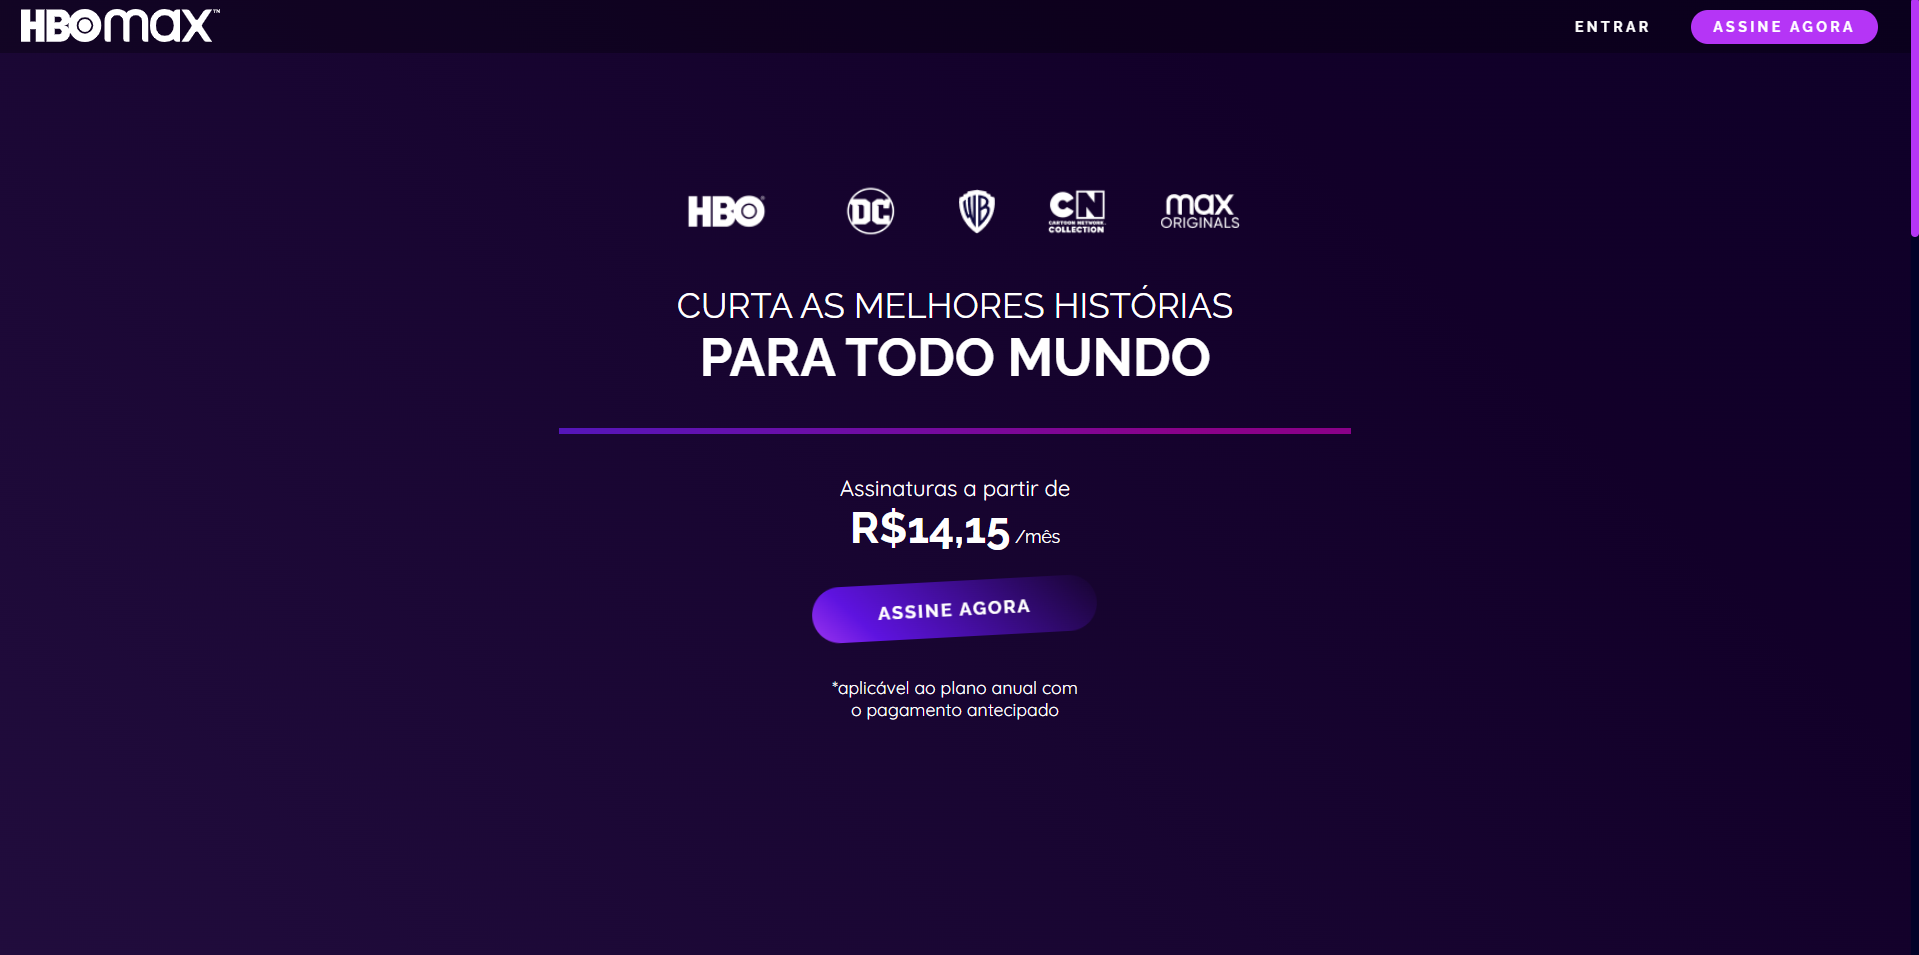 HBOmax™
ENTRAR
ASSINE AGORA
HBO
DC
WB
CN
CARTOON NETWORK
COLLECTION
max
ORIGINALS
CURTA AS MELHORES HISTÓRIAS
PARA TODO MUNDO
Assinaturas a partir de
R$14,15 /mês
ASSINE AGORA
*aplicável ao plano anual com
o pagamento antecipado